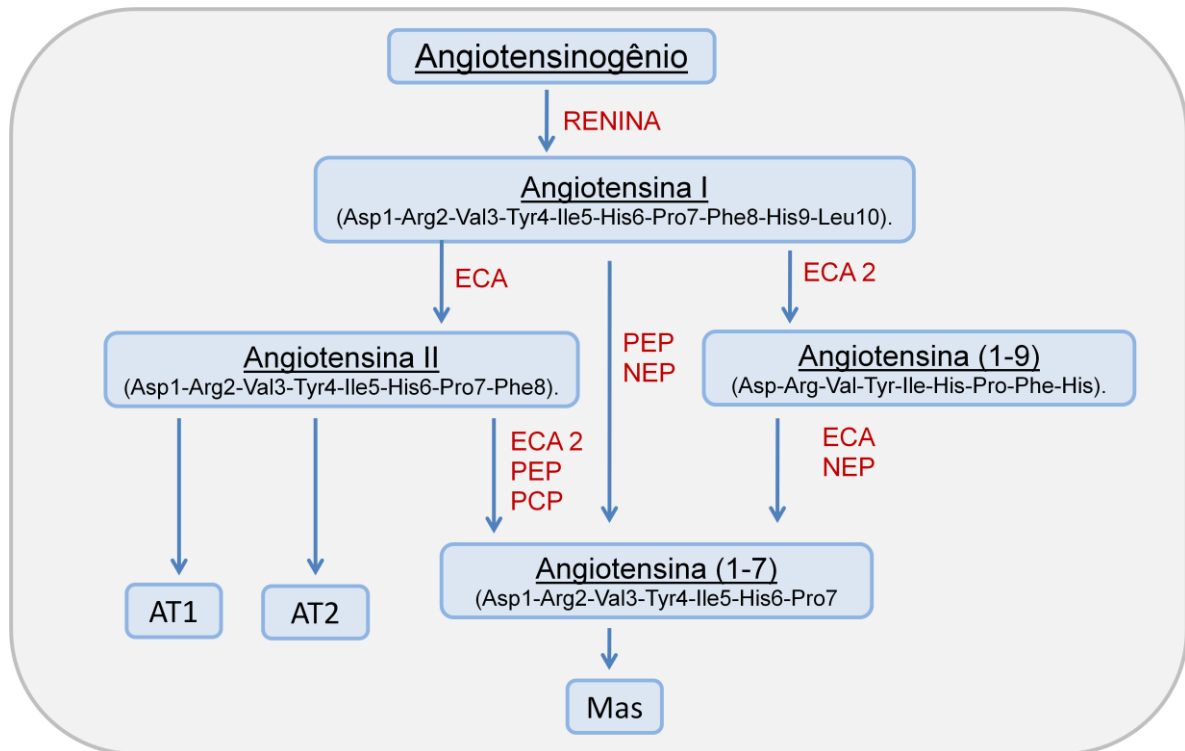 Angiotensinogênio
RENINA
Angiotensina I
(Asp1-Arg2-Val3-Tyr4-Ile5-His6-Pro7-Phe8-His9-Leu10).
ECA
ECA 2
PEP
NEP
Angiotensina II
(Asp1-Arg2-Val3-Tyr4-Ile5-His6-Pro7-Phe8).
Angiotensina (1-9)
(Asp-Arg-Val-Tyr-Ile-His-Pro-Phe-His).
ECA 2
PEP
PCP
ECA
NEP
Angiotensina (1-7)
(Asp1-Arg2-Val3-Tyr4-Ile5-His6-Pro7
AT1
AT2
Mas